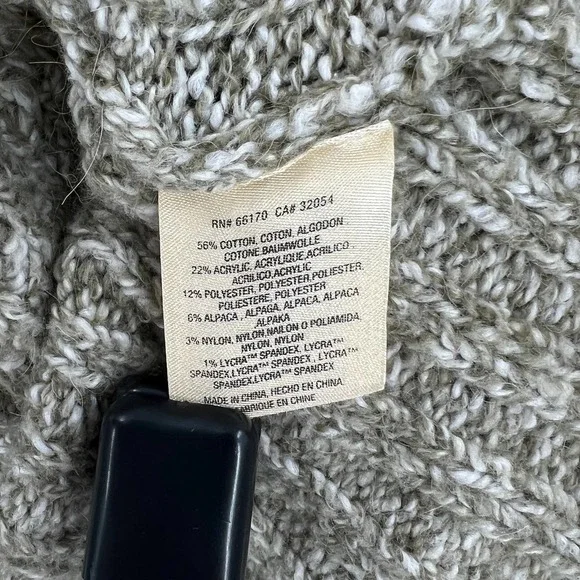 RN# 66170 CA# 32054
56% COTTON, COTON, ALGODON
COTONE,BAUMWOLLE
22% ACRYLIC, ACRYLIQUE,ACRILICO ,
ACRILICO,ACRYLIC
12% POLYESTER, POLYESTER,POLIESTER,
POLIESTERE, POLYESTER
6% ALPACA , ALPAGA, ALPACA, ALPACA
,ALPAKA
3% NYLON, NYLON,NAILON O POLIAMIDA,
NYLON, NYLON
1% LYCRA™ SPANDEX, LYCRA™
SPANDEX,LYCRA™ SPANDEX , LYCRA™
SPANDEX,LYCRA™ SPANDEX
MADE IN CHINA, HECHO EN CHINA,
FABRIQUE EN CHINE